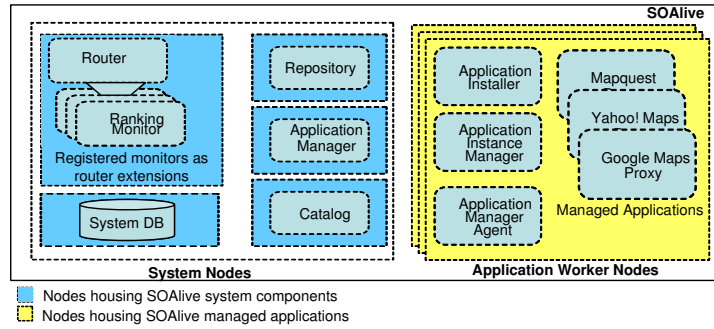 SOAlive
Router
Ranking
Monitor
Registered monitors as
router extensions
System DB
Repository
Application
Manager
Catalog
System Nodes
Application
Installer
Application
Instance
Manager
Application
Manager
Agent
Mapquest
Yahoo! Maps
Google Maps
Proxy
Managed Applications
Application Worker Nodes
Nodes housing SOAlive system components
Nodes housing SOAlive managed applications